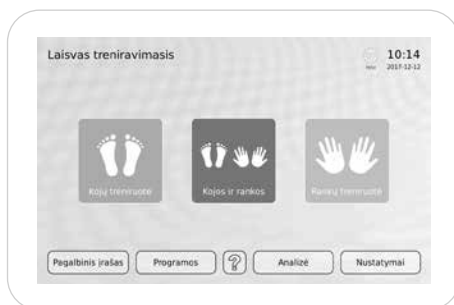 Laisvas treniravimasis
10:14
2017-12-12
Kojų treniruotė
Kojos ir rankos
Rankų treniruotė
Pagalbinis įrašas
Programos
?
Analizė
Nustatymai